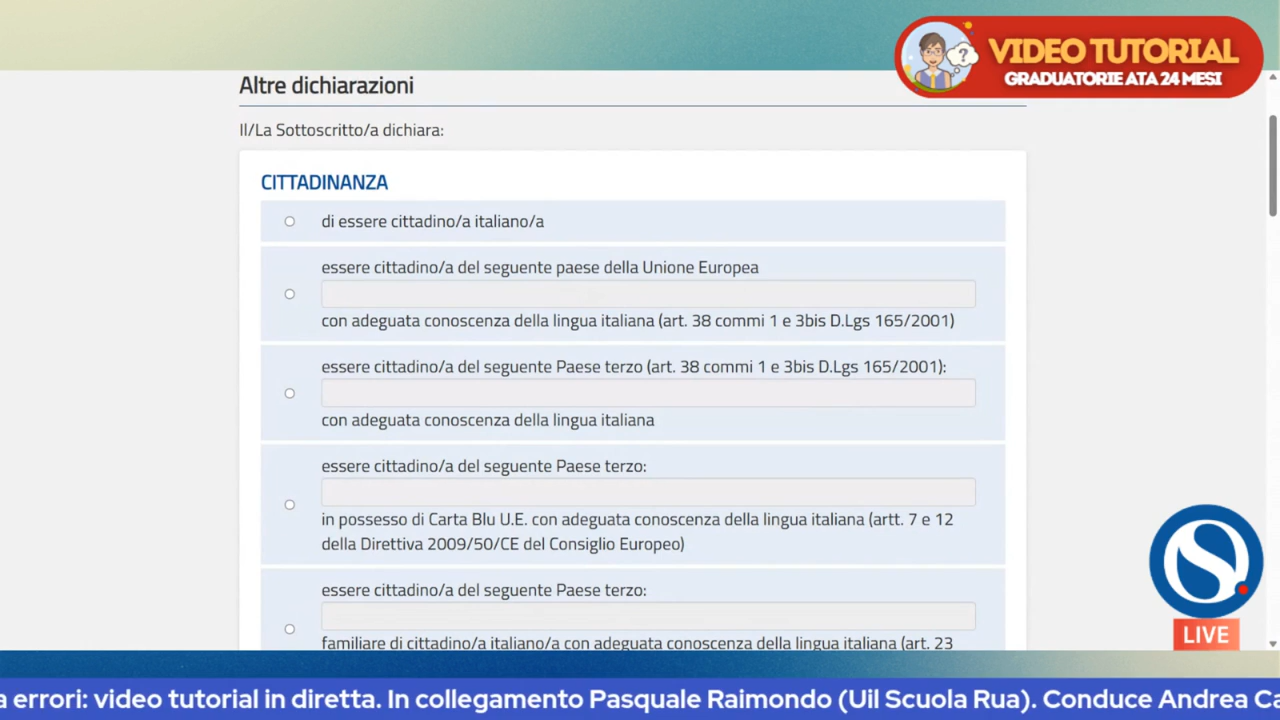 VIDEO TUTORIAL
GRADUATORIE ATA 24 MESI
Altre dichiarazioni
Il/La Sottoscritto/a dichiara:
CITTADINANZA
di essere cittadino/a italiano/a
essere cittadino/a del seguente paese della Unione Europea
con adeguata conoscenza della lingua italiana (art. 38 commi 1 e 3bis D.Lgs 165/2001)
essere cittadino/a del seguente Paese terzo (art. 38 commi 1 e 3bis D.Lgs 165/2001):
con adeguata conoscenza della lingua italiana
essere cittadino/a del seguente Paese terzo:
in possesso di Carta Blu U.E. con adeguata conoscenza della lingua italiana (artt. 7 e 12
della Direttiva 2009/50/CE del Consiglio Europeo)
essere cittadino/a del seguente Paese terzo:
familiare di cittadino/a italiano/a con adeguata conoscenza della lingua italiana (art. 23
LIVE
a errori: video tutorial in diretta. In collegamento Pasquale Raimondo (Uil Scuola Rua). Conduce Andrea Ca